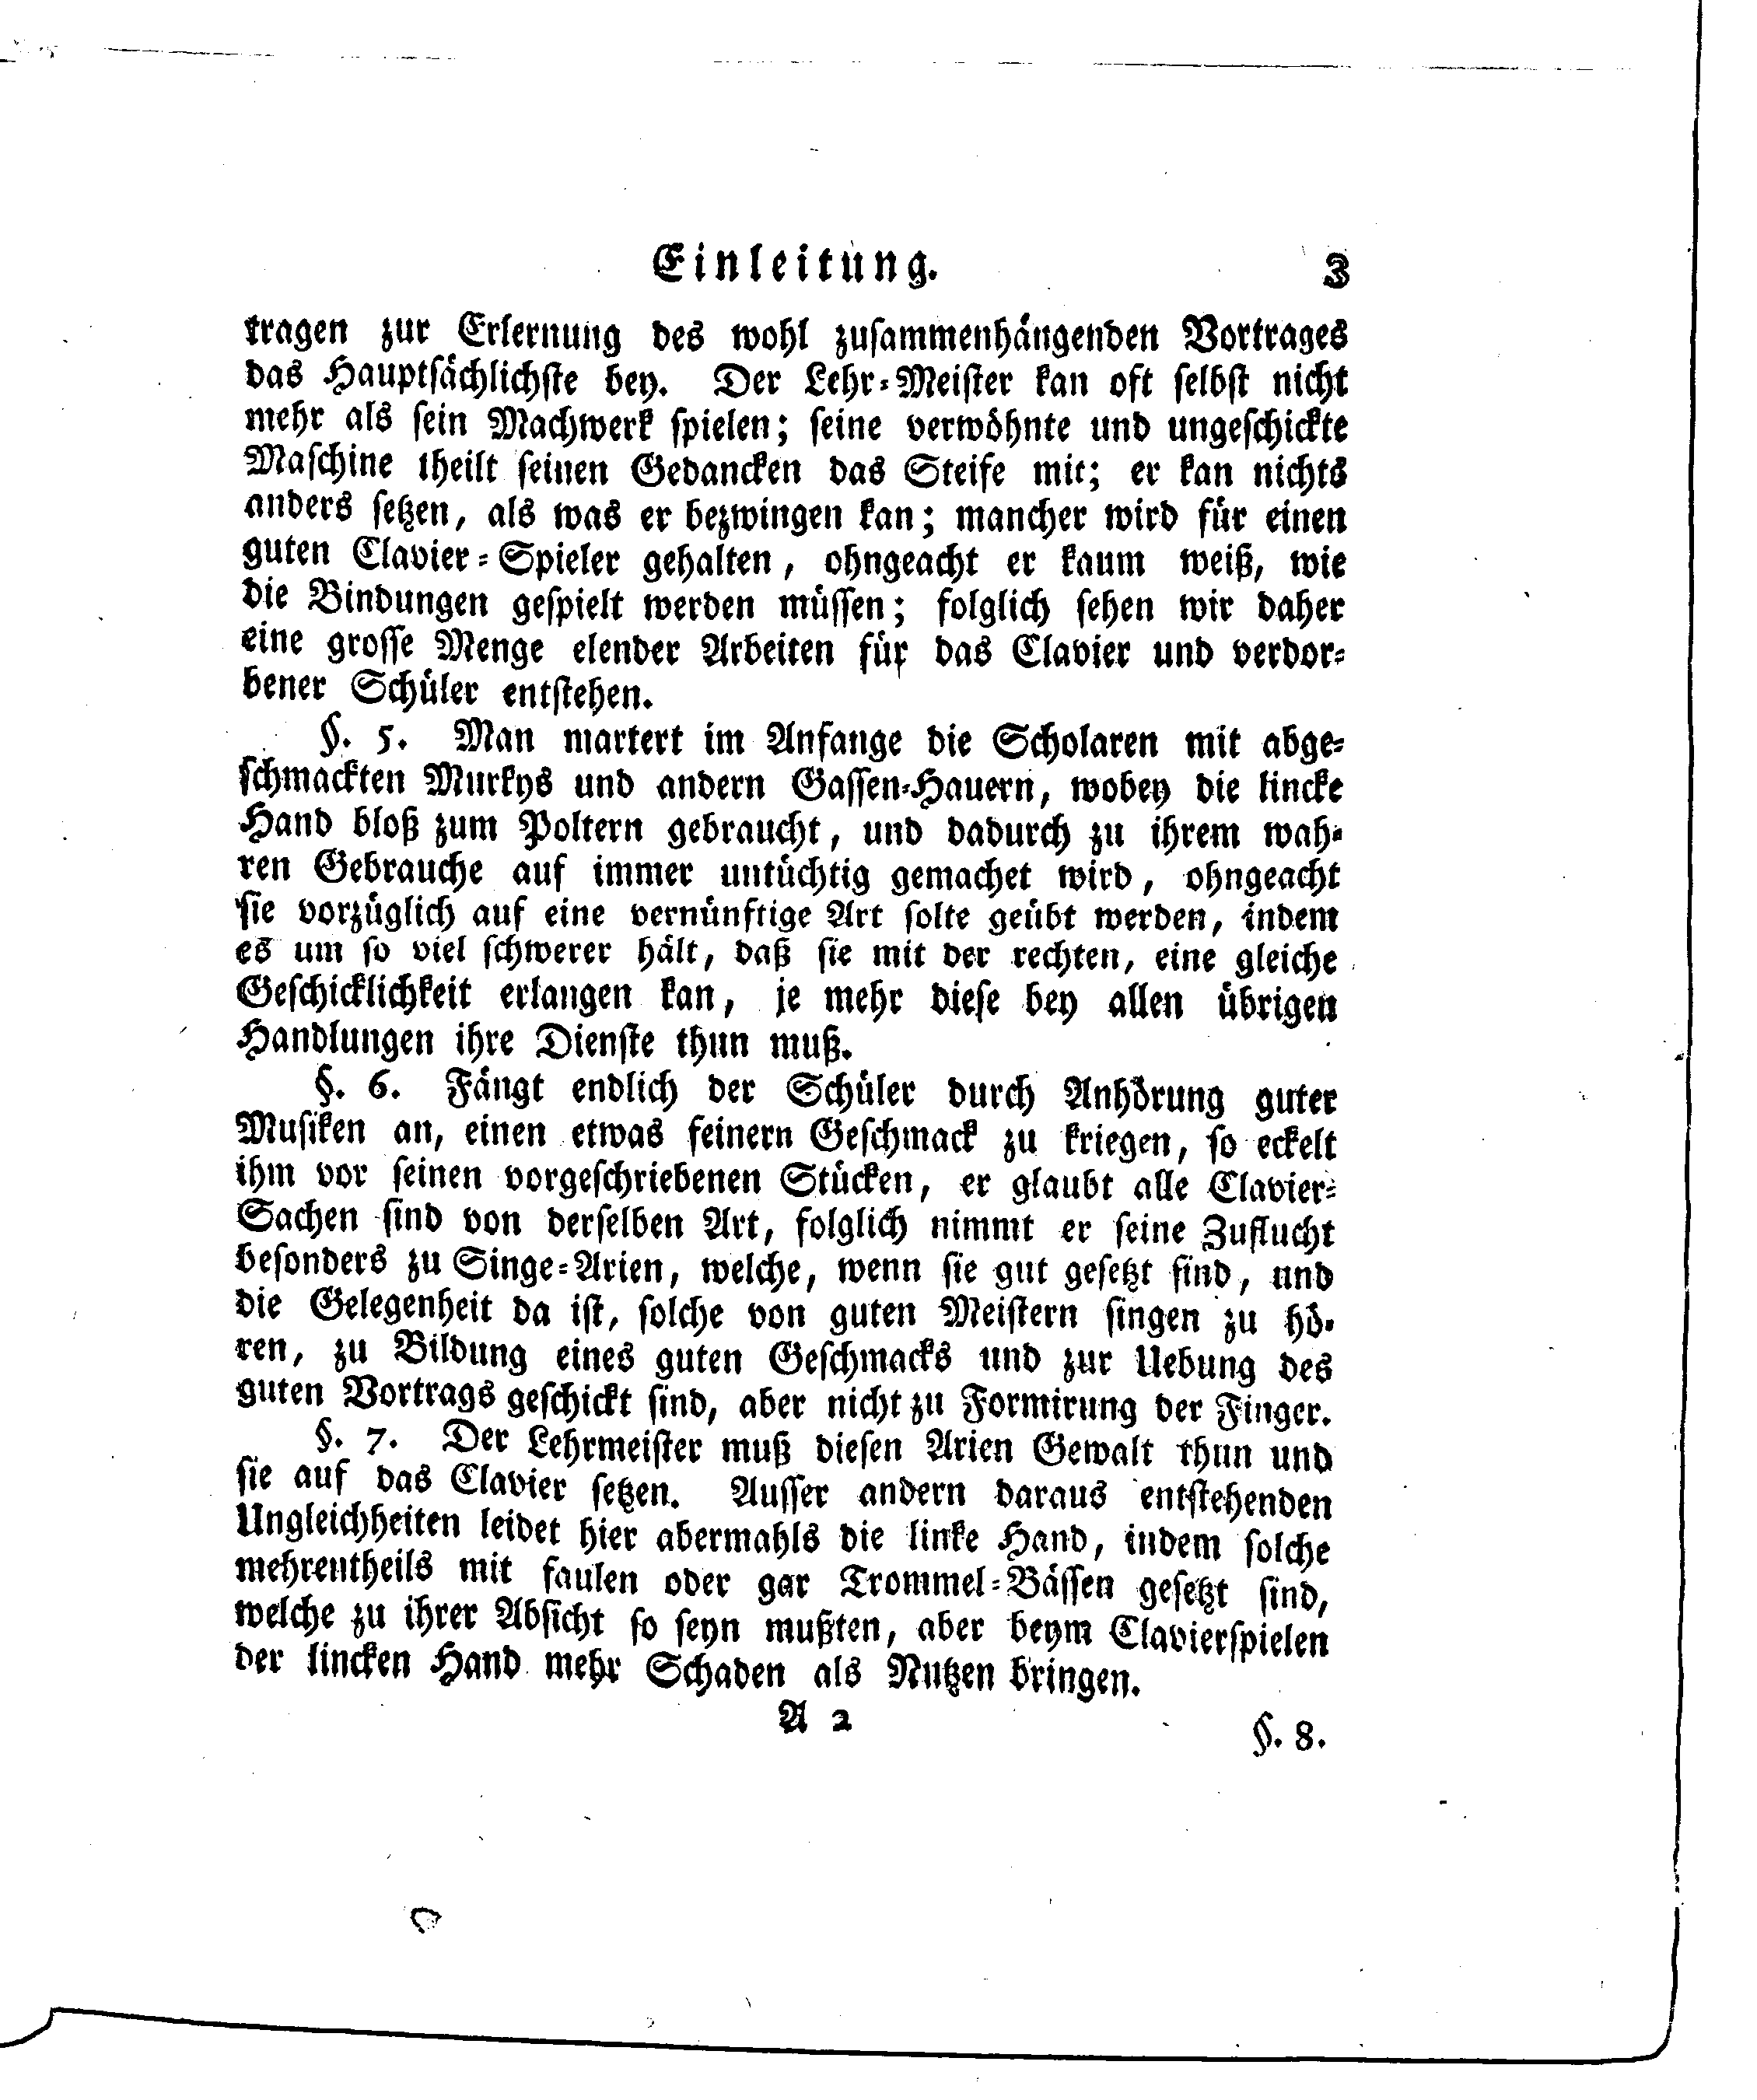 Einleitung. 3
tragen zur Erlernung des wohl zusammenhängenden Vortrages
das Hauptsächlichste bey. Der Lehr-Meister kan oft selbst nicht
mehr als sein Machwerk spielen; seine verwöhnte und ungeschickte
Maschine theilt seinen Gedancken das Steife mit; er kan nichts
anders setzen, als was er bezwingen kan; mancher wird für einen
guten Clavier-Spieler gehalten, ohngeacht er kaum weiß, wie
die Bindungen gespielt werden müssen; folglich sehen wir daher
eine grosse Menge elender Arbeiten für das Clavier und verdor-
bener Schüler entstehen.
§. 5. Man martert im Anfange die Scholaren mit abge-
schmackten Murkys und andern Gassen-Hauern, wobey die lincke
Hand bloß zum Poltern gebraucht, und dadurch zu ihrem wah-
ren Gebrauche auf immer untüchtig gemachet wird, ohngeacht
sie vorzüglich auf eine vernünftige Art solte geübt werden, indem
es um so viel schwerer hält, daß sie mit der rechten, eine gleiche
Geschicklichkeit erlangen kan, je mehr diese bey allen übrigen
Handlungen ihre Dienste thun muß.
§. 6. Fängt endlich der Schüler durch Anhörung guter
Musiken an, einen etwas feinern Geschmack zu kriegen, so eckelt
ihm vor seinen vorgeschriebenen Stücken, er glaubt alle Clavier-
Sachen sind von derselben Art, folglich nimmt er seine Zuflucht
besonders zu Singe-Arien, welche, wenn sie gut gesetzt sind, und
die Gelegenheit da ist, solche von guten Meistern singen zu hö-
ren, zu Bildung eines guten Geschmacks und zur Uebung des
guten Vortrags geschickt sind, aber nicht zu Formirung der Finger.
§. 7. Der Lehrmeister muß diesen Arien Gewalt thun und
sie auf das Clavier setzen. Ausser andern daraus entstehenden
Ungleichheiten leidet hier abermahls die linke Hand, indem solche
mehrentheils mit faulen oder gar Trommel-Bässen gesetzt sind,
welche zu ihrer Absicht so seyn mußten, aber beym Clavierspielen
der lincken Hand mehr Schaden als Nutzen bringen.
A 2
§. 8.